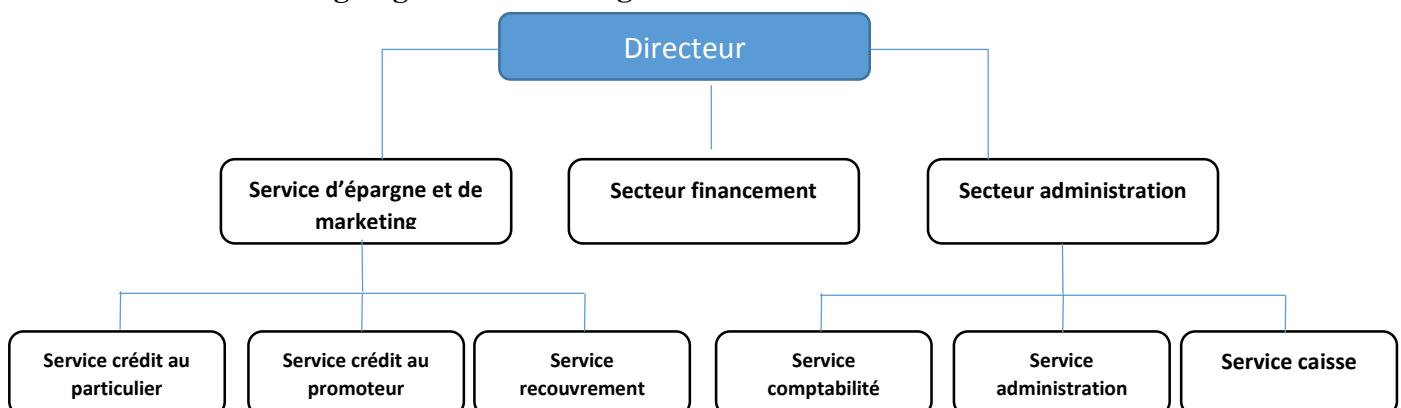 Directeur
Service d'épargne et de
marketing
Secteur financement
Secteur administration
Service crédit au
particulier
Service crédit au
promoteur
Service
recouvrement
Service
comptabilité
Service
administration
Service caisse